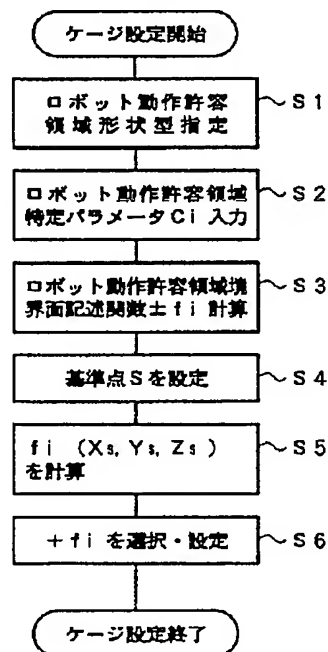 ケージ設定開始
ロボット動作許容
領域形状型指定
~S1
ロボット動作許容領域
特定パラメータCi入力
~S2
ロボット動作許容領域境
界面記述関数±fi計算
~S3
基準点Sを設定
~S4
fi (Xs, Ys, Zs)
を計算
~S5
+fiを選択・設定
~S6
ケージ設定終了